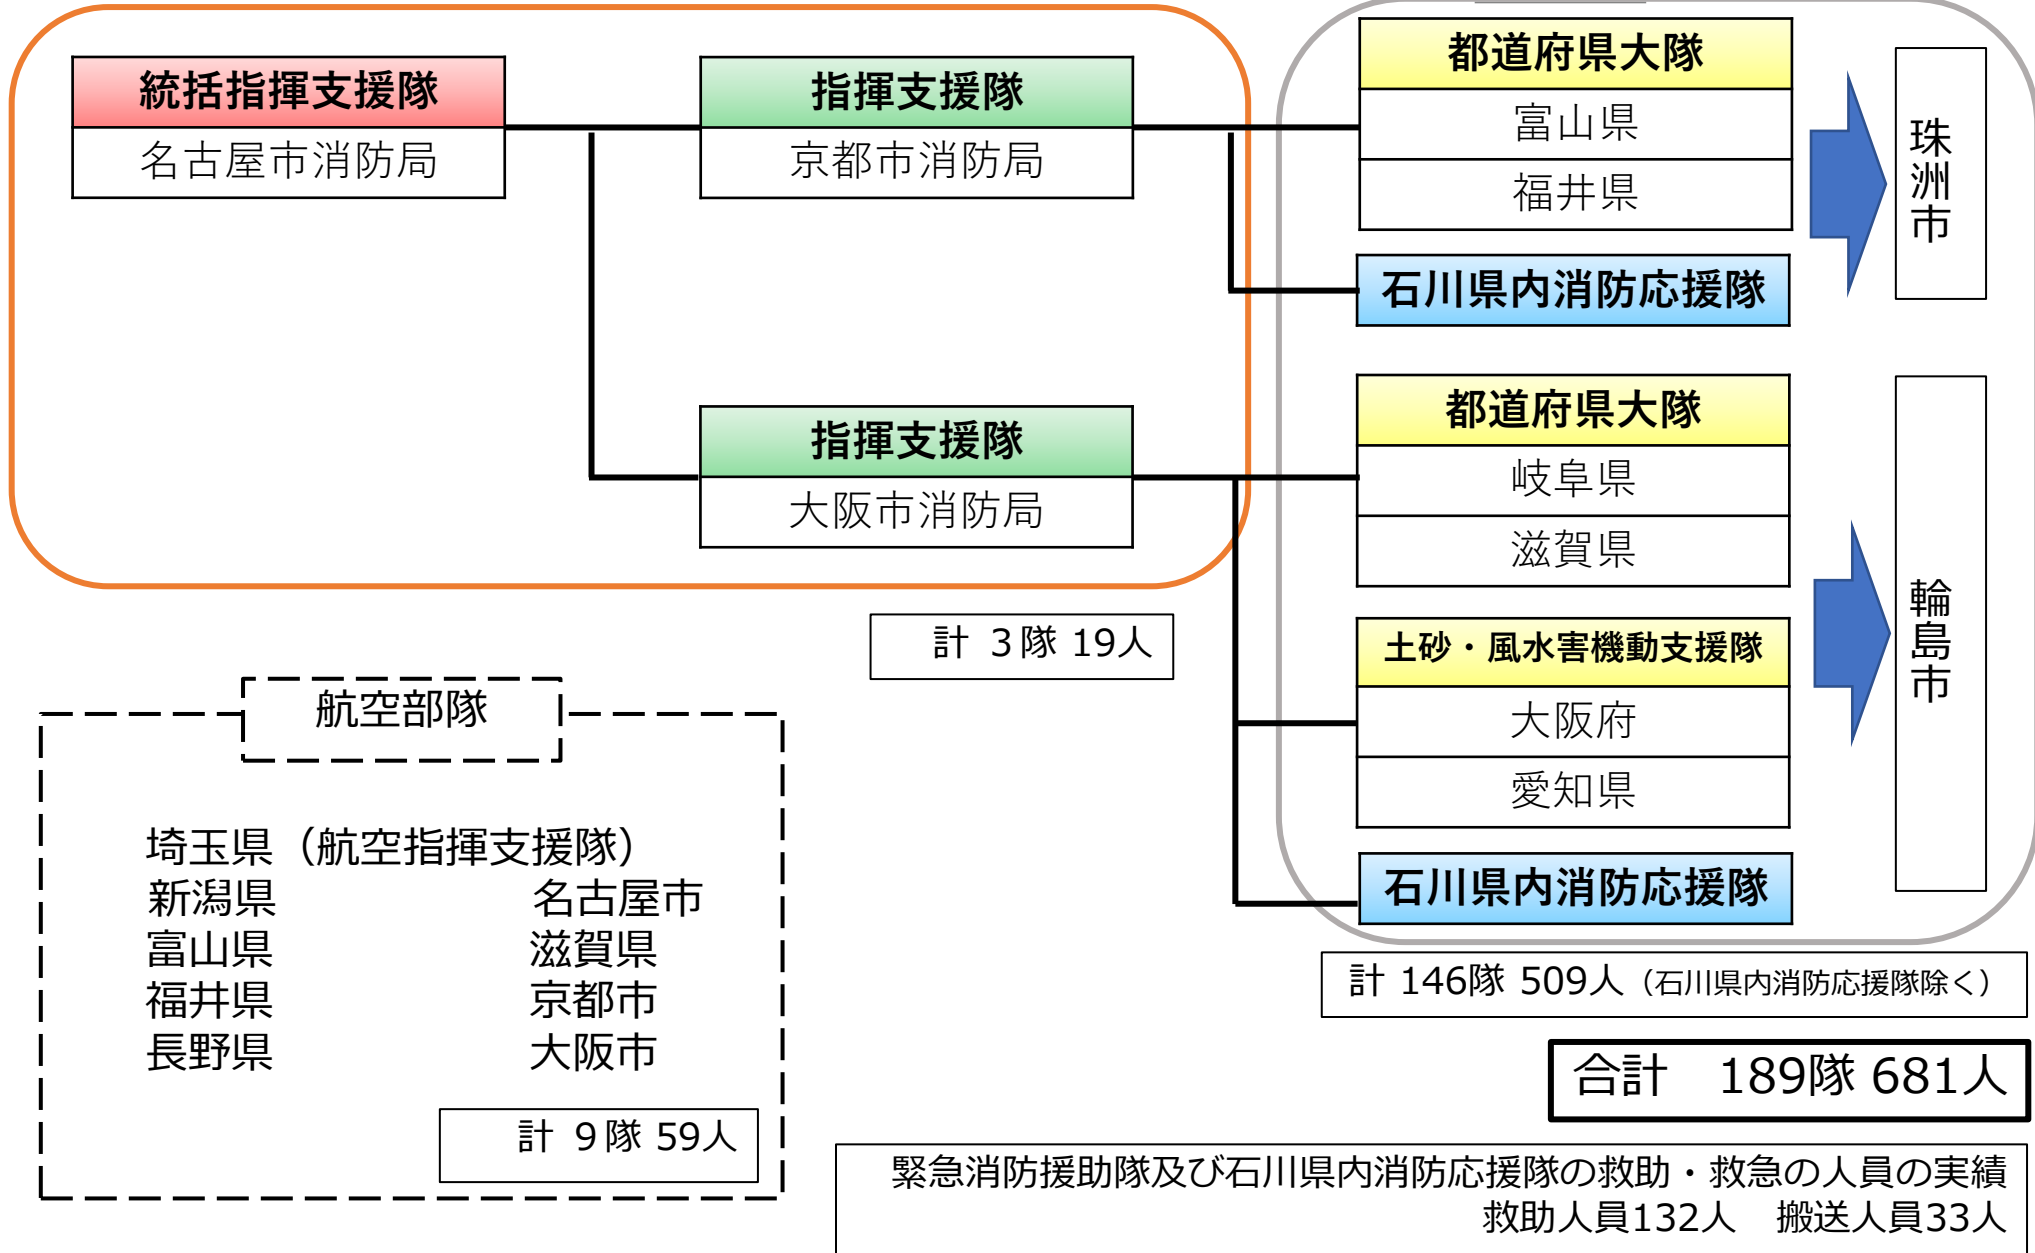 統括指揮支援隊
名古屋市消防局
指揮支援隊
京都市消防局
指揮支援隊
大阪市消防局
計 3隊 19人
都道府県大隊
富山県
福井県
石川県内消防応援隊
珠洲市
都道府県大隊
岐阜県
滋賀県
土砂・風水害機動支援隊
大阪府
愛知県
石川県内消防応援隊
輪島市
計 146隊 509人（石川県内消防応援隊除く）
航空部隊
埼玉県（航空指揮支援隊）
新潟県 名古屋市
富山県 滋賀県
福井県 京都市
長野県 大阪市
計 9隊 59人
合計 189隊 681人
緊急消防援助隊及び石川県内消防応援隊の救助・救急の人員の実績
救助人員132人 搬送人員33人